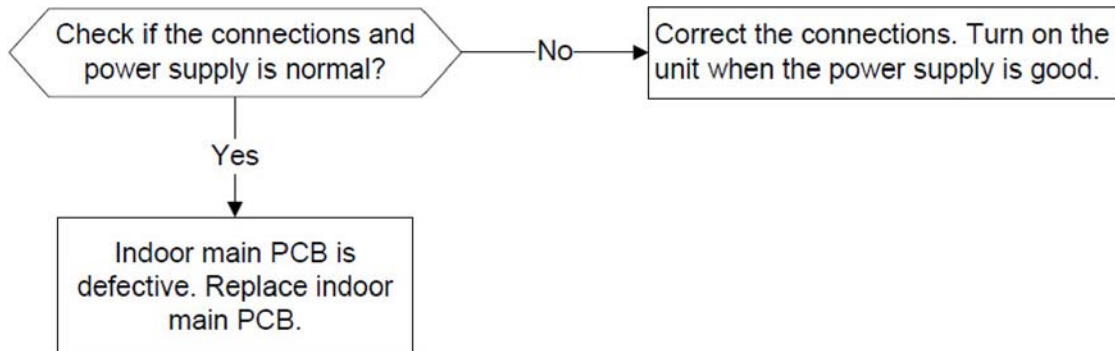 Check if the connections and
power supply is normal?
No
Correct the connections. Turn on the
unit when the power supply is good.
Yes
Indoor main PCB is
defective. Replace indoor
main PCB.